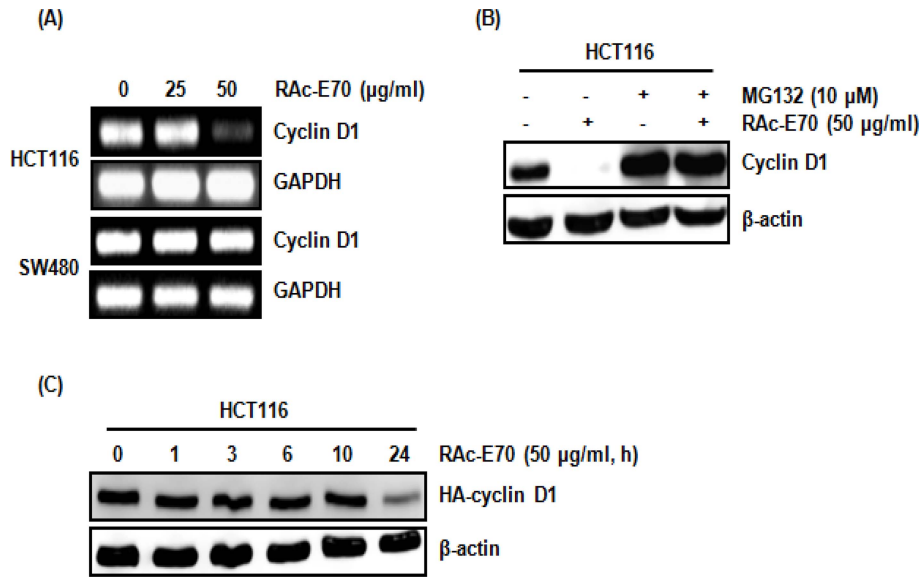 (A)
0 25 50 RAc-E70 (µg/ml)
HCT116
Cyclin D1
GAPDH
SW480
Cyclin D1
GAPDH
(B)
HCT116
- - + + MG132 (10 µM)
- + - + RAc-E70 (50 µg/ml)
Cyclin D1
β-actin
(C)
HCT116
0 1 3 6 10 24 RAc-E70 (50 µg/ml, h)
HA-cyclin D1
β-actin